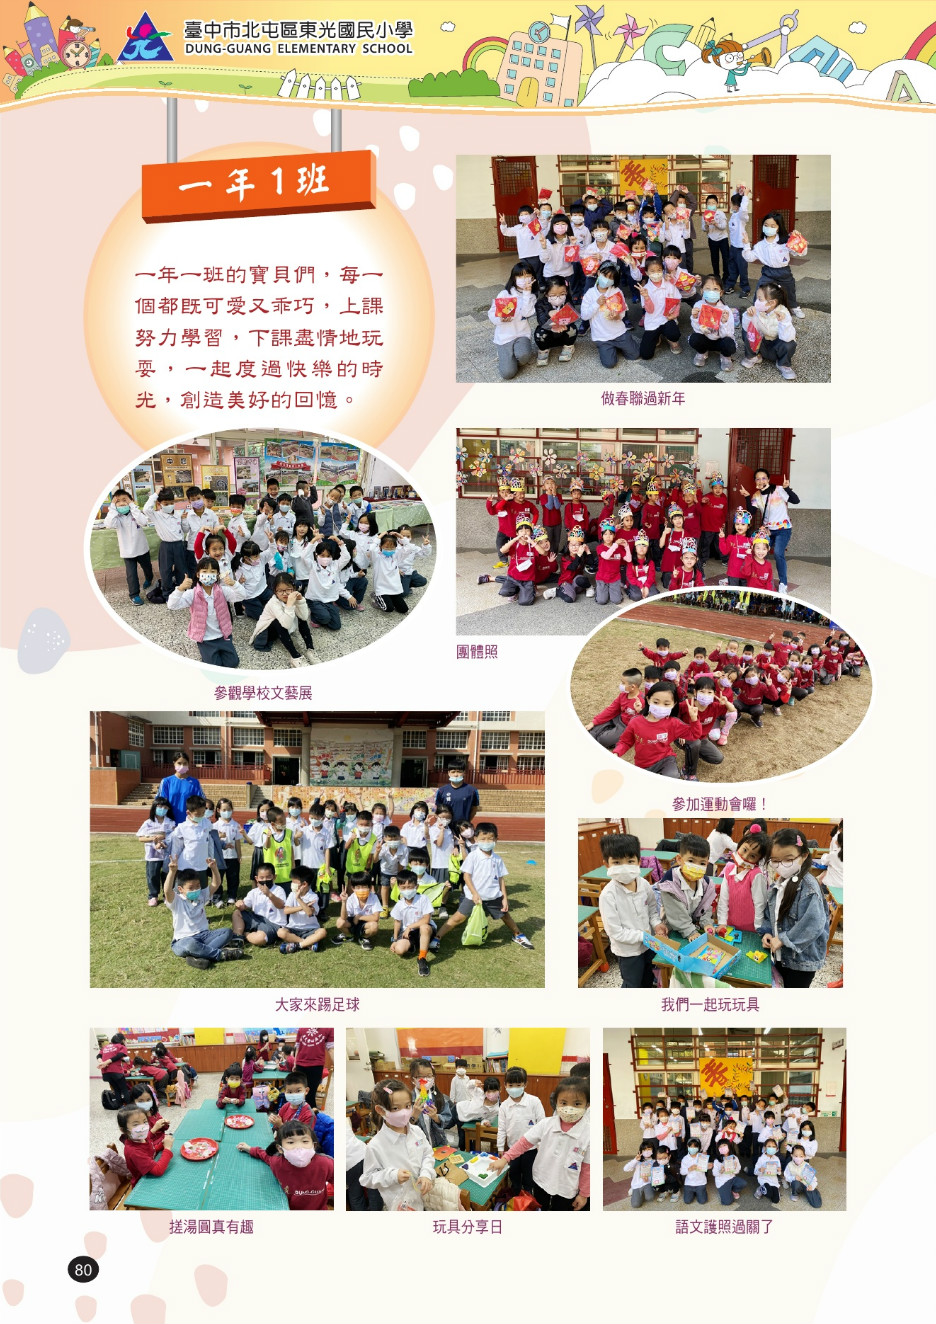 臺中市北屯區東光國民小學
DUNG-GUANG ELEMENTARY SCHOOL
一年1班
一年一班的寶貝們，每一
個都既可愛又乖巧，上課
努力學習，下課盡情地玩
耍，一起度過快樂的時
光，創造美好的回憶。
春
做春聯過新年
參觀學校文藝展
團體照
參加運動會囉！
大家來踢足球
我們一起玩玩具
春
搓湯圓真有趣
玩具分享日
語文護照過關了
80